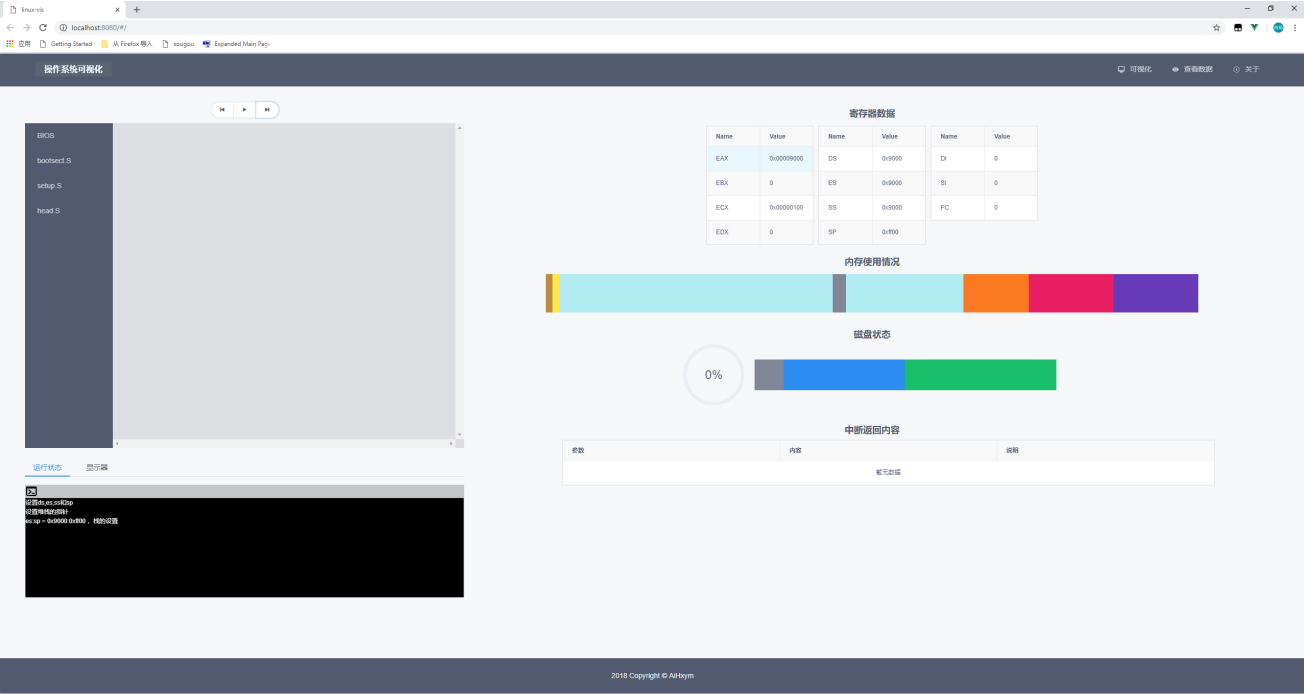 linux-vis
localhost:8080/#/
应用 Getting Started 从 Firefox 导入 sougou Expanded Main Page
操作系统可视化 可视化 查看数据 关于
寄存器数据
Name Value Name Value Name Value
EAX 0x00009000 DS 0x9000 DI 0
EBX 0 ES 0x9000 SI 0
ECX 0x00000100 SS 0x9000 PC 0
EDX 0 SP 0xff00
BIOS
bootsect.S
setup.S
head.S
内存使用情况
磁盘状态
0%
中断返回内容
参数 内容 说明
暂无数据
运行状态 显示器
设置ds,es,ss和sp
设置堆栈的指针
es:sp = 0x9000:0xff00 ，栈的设置
2018 Copyright © AiHxym